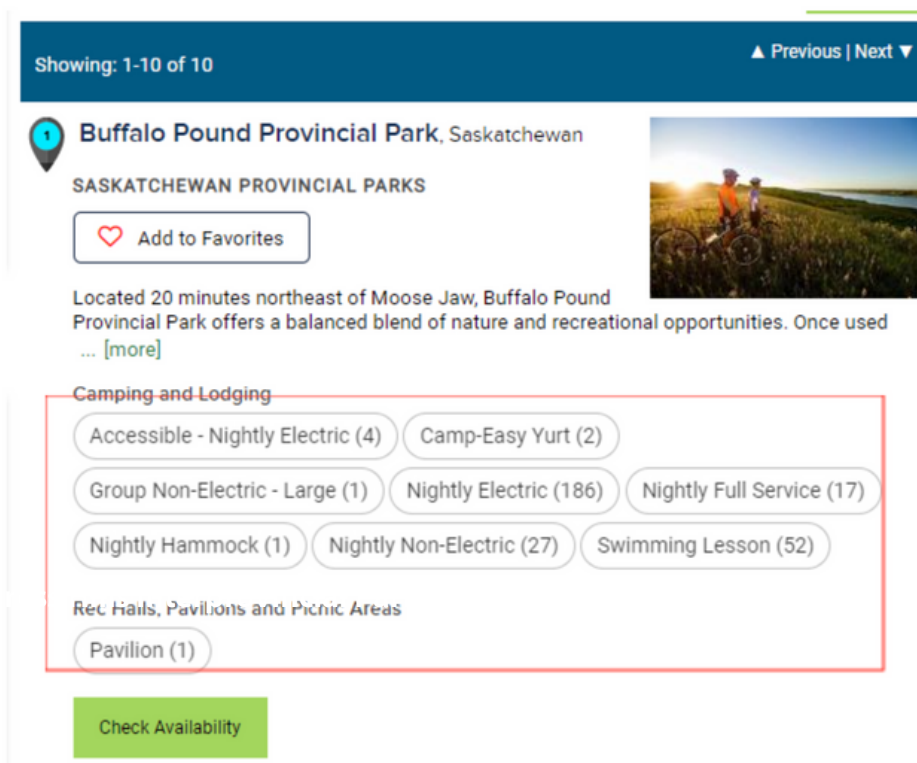 Showing: 1-10 of 10
▲ Previous | Next ▼
1
Buffalo Pound Provincial Park, Saskatchewan
SASKATCHEWAN PROVINCIAL PARKS
Add to Favorites
Located 20 minutes northeast of Moose Jaw, Buffalo Pound
Provincial Park offers a balanced blend of nature and recreational opportunities. Once used
... [more]
Camping and Lodging
Accessible - Nightly Electric (4) Camp-Easy Yurt (2)
Group Non-Electric - Large (1) Nightly Electric (186) Nightly Full Service (17)
Nightly Hammock (1) Nightly Non-Electric (27) Swimming Lesson (52)
Rec Halls, Pavilions and Picnic Areas
Pavilion (1)
Check Availability